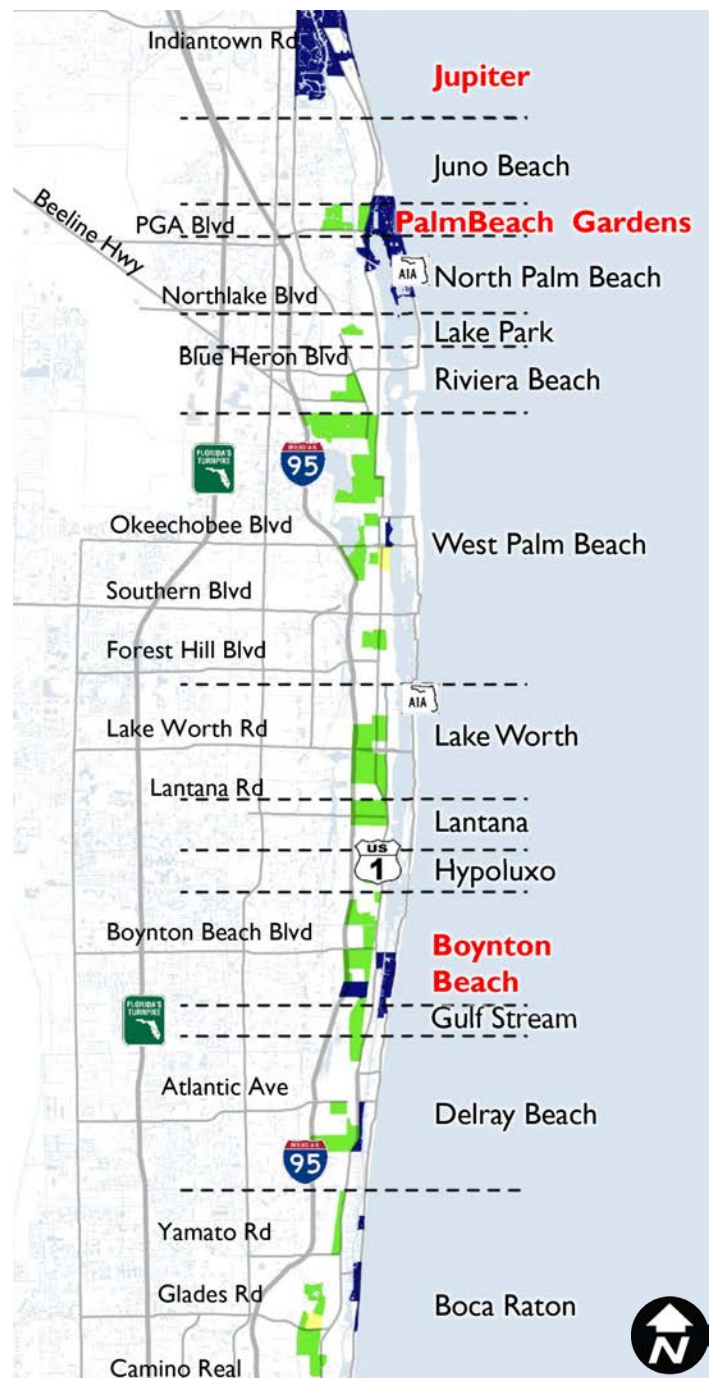 Indiantown Rd
Jupiter
Juno Beach
Beeline Hwy
PGA Blvd
PalmBeach Gardens
A1A
North Palm Beach
Northlake Blvd
Lake Park
Blue Heron Blvd
Riviera Beach
FLORIDA'S
TURNPIKE
INTERSTATE
95
Okeechobee Blvd
West Palm Beach
Southern Blvd
Forest Hill Blvd
A1A
Lake Worth Rd
Lake Worth
Lantana Rd
Lantana
US
1
Hypoluxo
Boynton Beach Blvd
Boynton
Beach
FLORIDA'S
TURNPIKE
Gulf Stream
Atlantic Ave
Delray Beach
INTERSTATE
95
Yamato Rd
Glades Rd
Boca Raton
N
Camino Real